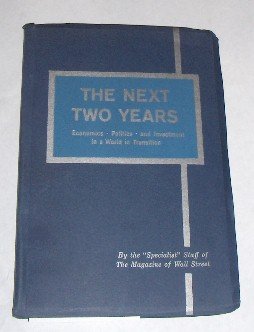 THE NEXT
TWO YEARS
Economics • Politics • and Investment
in a World in Transition
By the "Specialist" Staff of
The Magazine of Wall Street